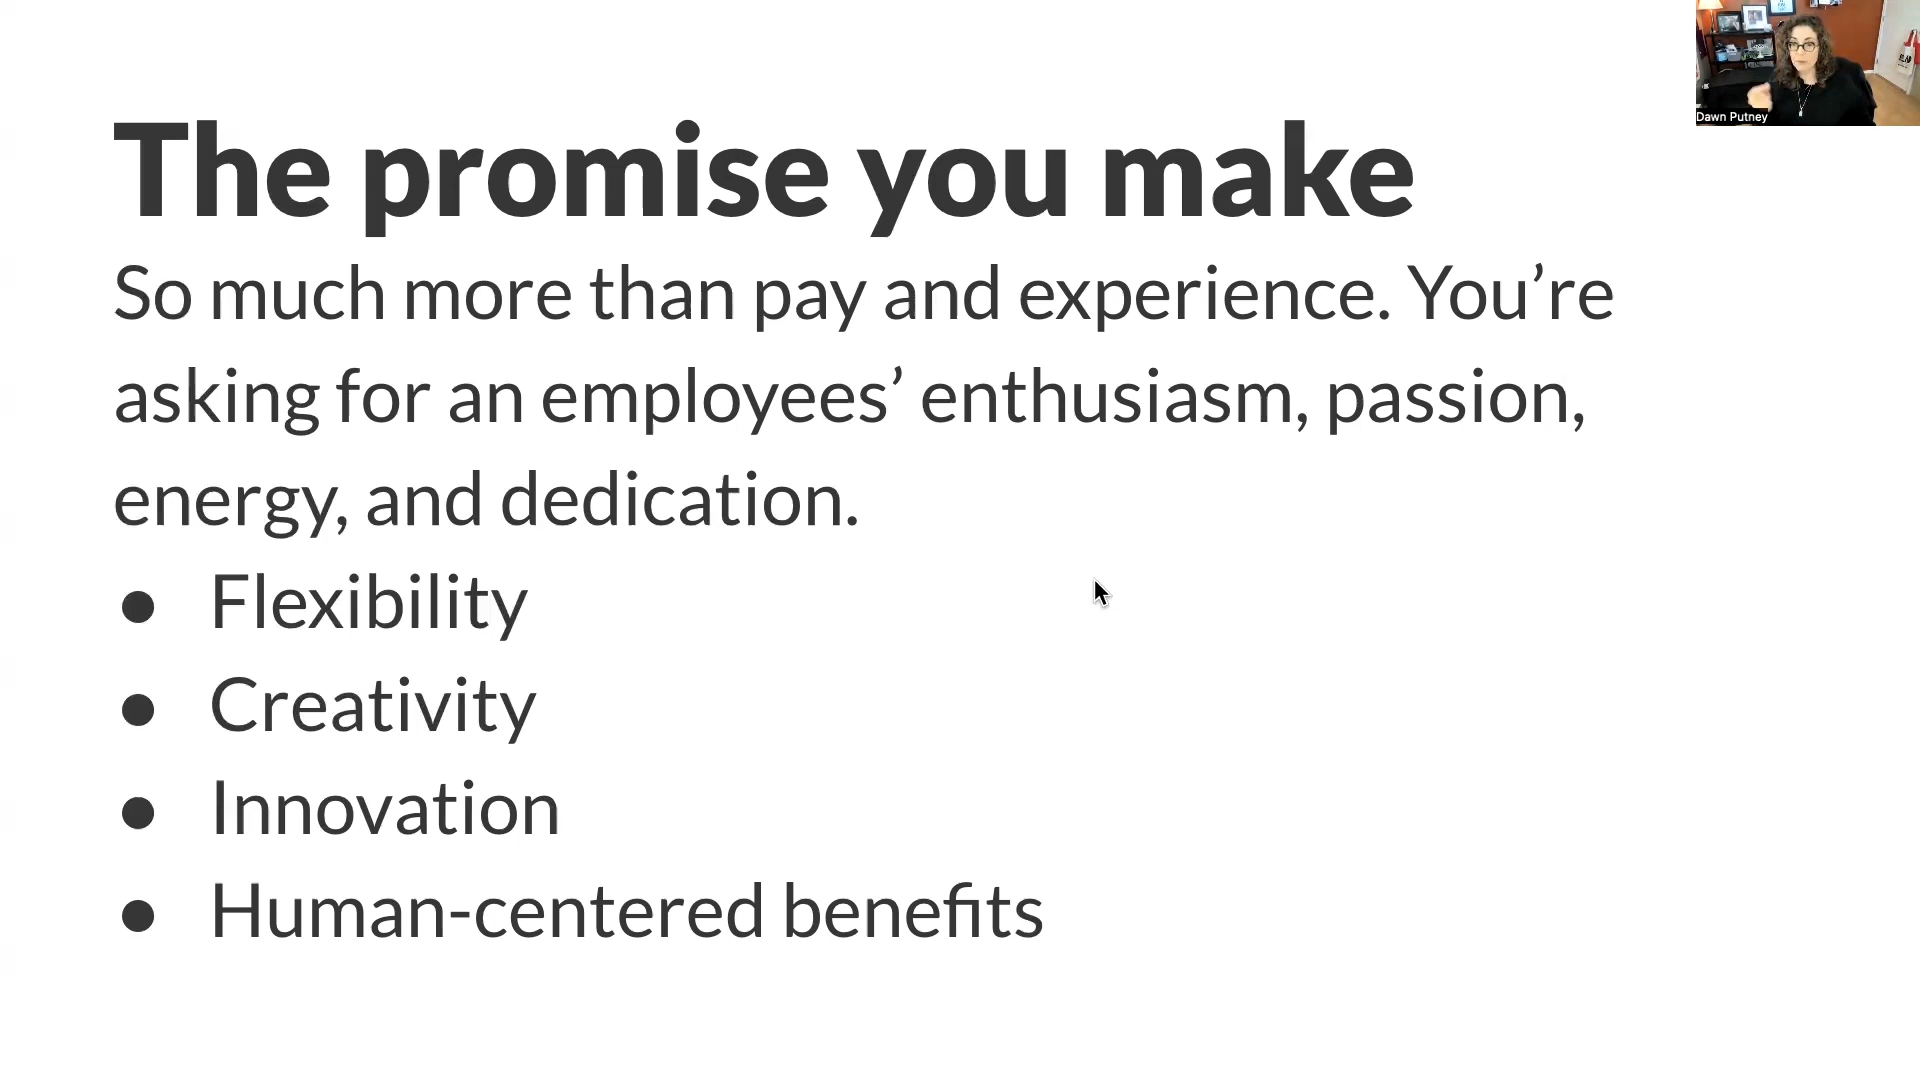 The promise you make
So much more than pay and experience. You’re
asking for an employees’ enthusiasm, passion,
energy, and dedication.
● Flexibility
● Creativity
● Innovation
● Human-centered benefits
Dawn Putney